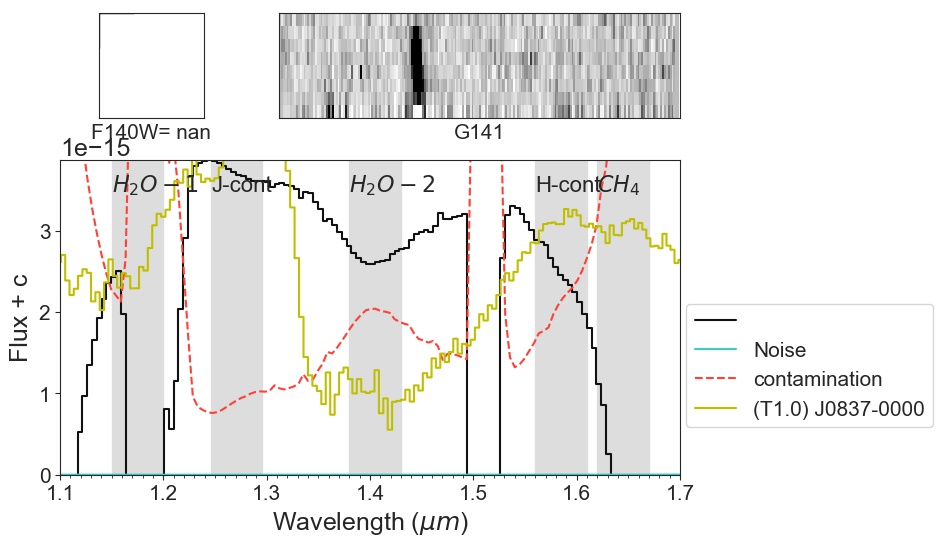 F140W= nan
G141
1e−15
H₂O − 1
J-cont
H₂O − 2
H-cont
CH₄
Flux + c
3
2
1
0
1.1
1.2
1.3
1.4
1.5
1.6
1.7
Wavelength (μm)
Noise
contamination
(T1.0) J0837-0000